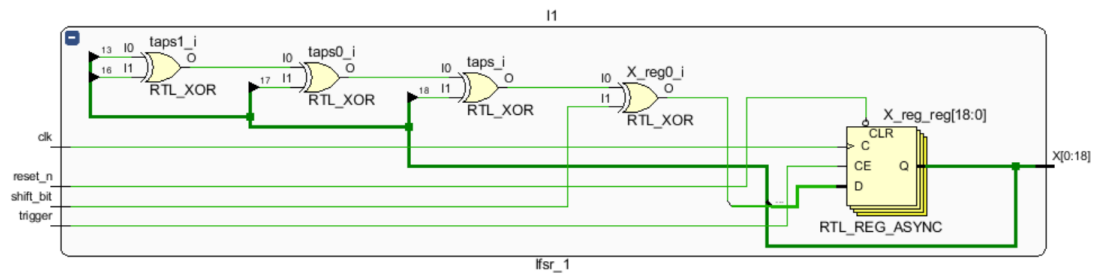 I1
13 I0 taps1_i O
16 I1
RTL_XOR
I0 taps0_i O
17 I1
RTL_XOR
I0 taps_i O
18 I1
RTL_XOR
I0 X_reg0_i O
I1
RTL_XOR
X_reg_reg[18:0]
CLR
C
CE Q
D
RTL_REG_ASYNC
clk
reset_n
shift_bit
trigger
X[0:18]
...
lfsr_1